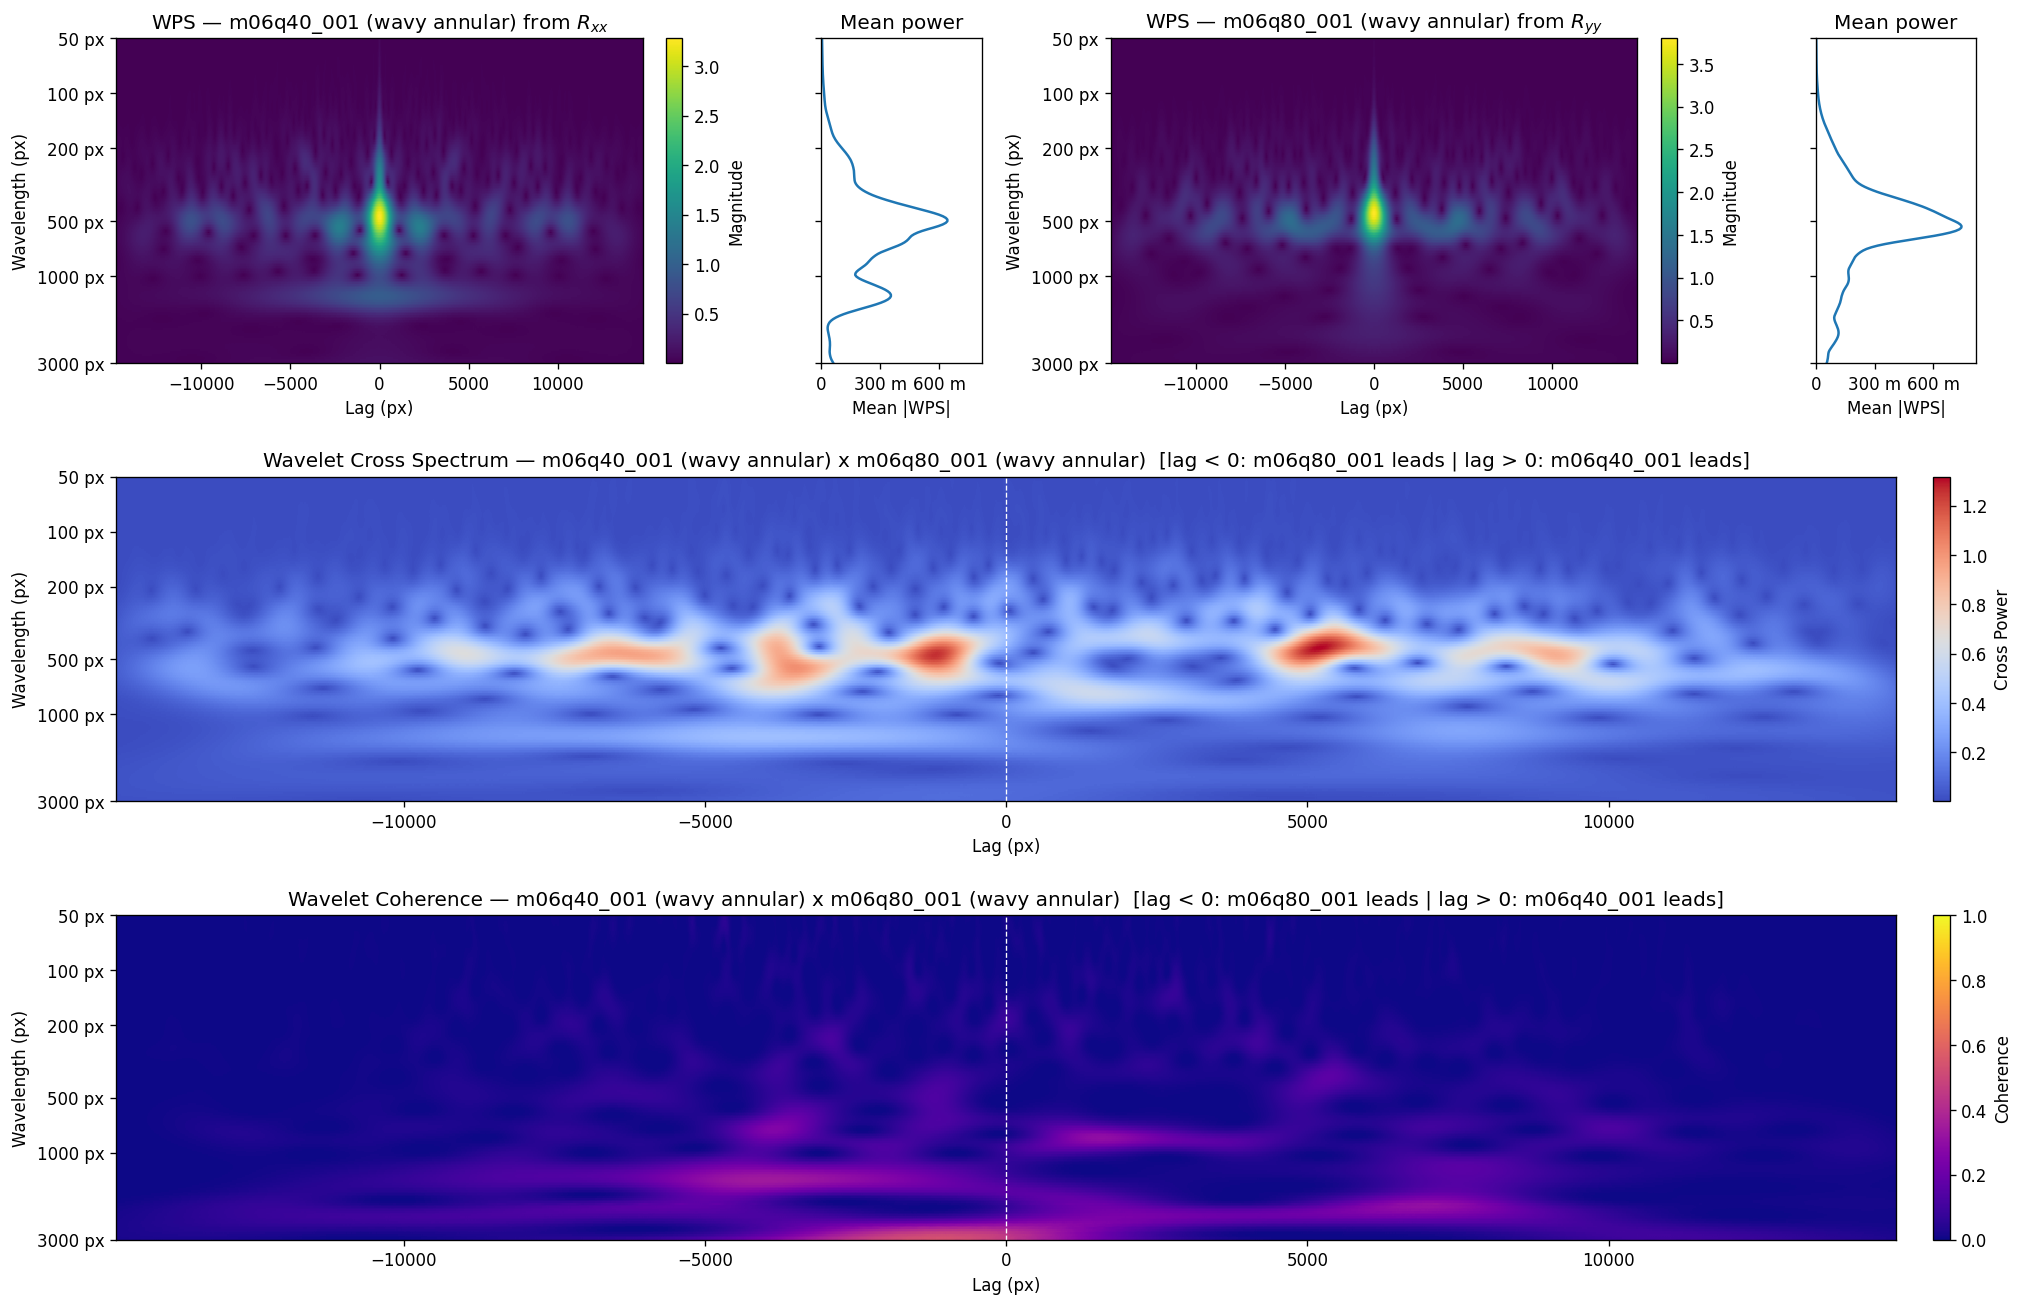 WPS — m06q40_001 (wavy annular) from Rxx
50 px
100 px
200 px
500 px
1000 px
3000 px
Wavelength (px)
−10000 −5000 0 5000 10000
Lag (px)
3.0
2.5
2.0
1.5
1.0
0.5
Magnitude
Mean power
0 300 m 600 m
Mean |WPS|
WPS — m06q80_001 (wavy annular) from Ryy
50 px
100 px
200 px
500 px
1000 px
3000 px
Wavelength (px)
−10000 −5000 0 5000 10000
Lag (px)
3.5
3.0
2.5
2.0
1.5
1.0
0.5
Magnitude
Mean power
0 300 m 600 m
Mean |WPS|
Wavelet Cross Spectrum — m06q40_001 (wavy annular) x m06q80_001 (wavy annular) [lag < 0: m06q80_001 leads | lag > 0: m06q40_001 leads]
50 px
100 px
200 px
500 px
1000 px
3000 px
Wavelength (px)
−10000 −5000 0 5000 10000
Lag (px)
1.2
1.0
0.8
0.6
0.4
0.2
Cross Power
Wavelet Coherence — m06q40_001 (wavy annular) x m06q80_001 (wavy annular) [lag < 0: m06q80_001 leads | lag > 0: m06q40_001 leads]
50 px
100 px
200 px
500 px
1000 px
3000 px
Wavelength (px)
−10000 −5000 0 5000 10000
Lag (px)
1.0
0.8
0.6
0.4
0.2
0.0
Coherence